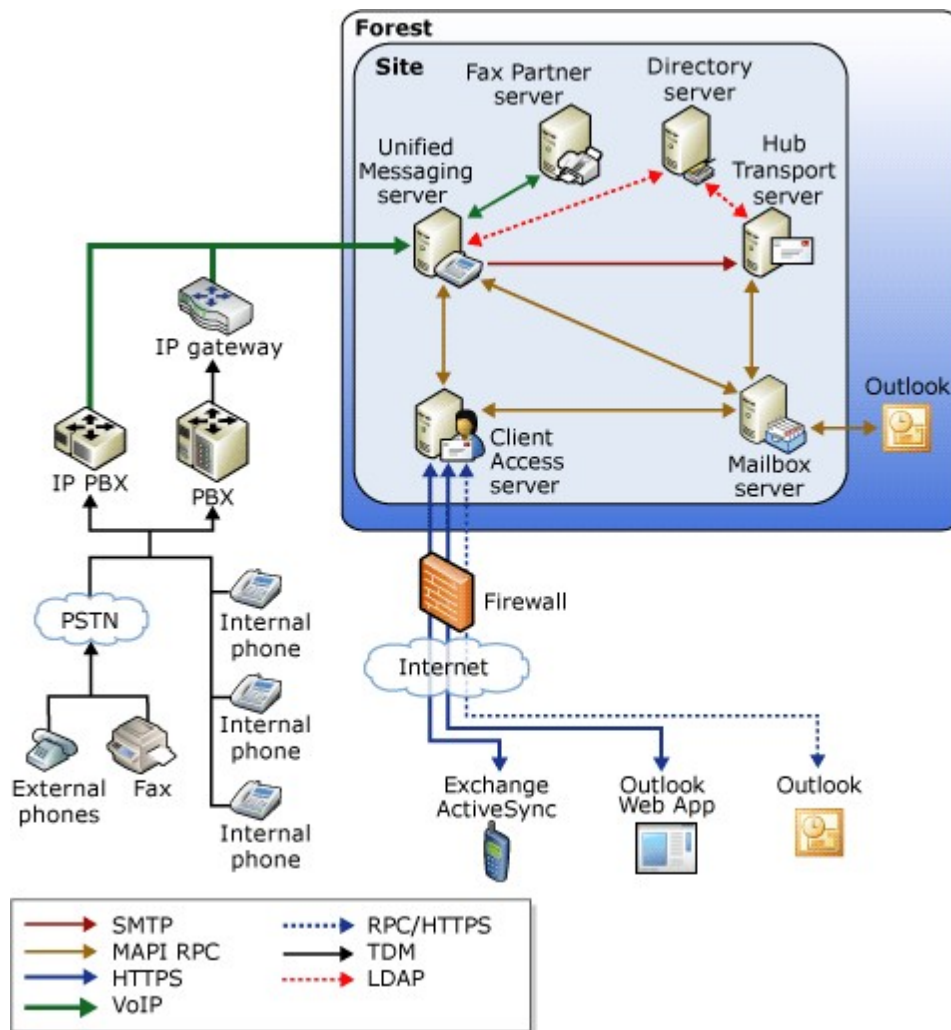 Forest
Site
Fax Partner
server
Directory
server
Unified
Messaging
server
Hub
Transport
server
IP gateway
IP PBX
PBX
Client
Access
server
Mailbox
server
Outlook
PSTN
Internal
phone
Firewall
Internet
Internal
phone
External
phones
Fax
Internal
phone
Exchange
ActiveSync
Outlook
Web App
Outlook
SMTP
MAPI RPC
HTTPS
VoIP
RPC/HTTPS
TDM
LDAP